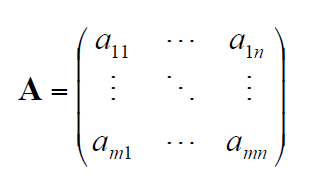 a₁₁ ⋯ a₁ₙ
A = ⋮ ⋱ ⋮
aₘ₁ ⋯ aₘₙ